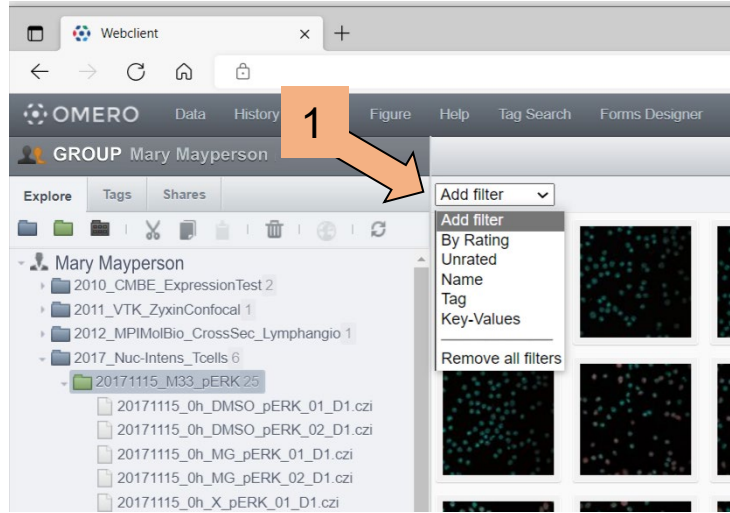 Webclient
OMERO Data History Figure Help Tag Search Forms Designer
1
GROUP Mary Mayperson
Explore Tags Shares
Add filter
Add filter
By Rating
Unrated
Name
Tag
Key-Values
Remove all filters
Mary Mayperson
2010_CMBE_ExpressionTest 2
2011_VTK_ZyxinConfocal 1
2012_MPIMolBio_CrossSec_Lymphangio 1
2017_Nuc-Intens_Tcells 6
20171115_M33_pERK 25
20171115_0h_DMSO_pERK_01_D1.czi
20171115_0h_DMSO_pERK_02_D1.czi
20171115_0h_MG_pERK_01_D1.czi
20171115_0h_MG_pERK_02_D1.czi
20171115_0h_X_pERK_01_D1.czi